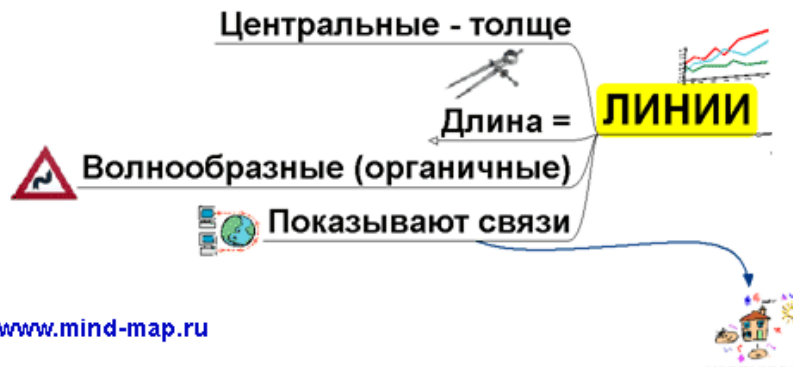 Центральные - толще
ЛИНИИ
Длина =
Волнообразные (органичные)
Показывают связи
www.mind-map.ru